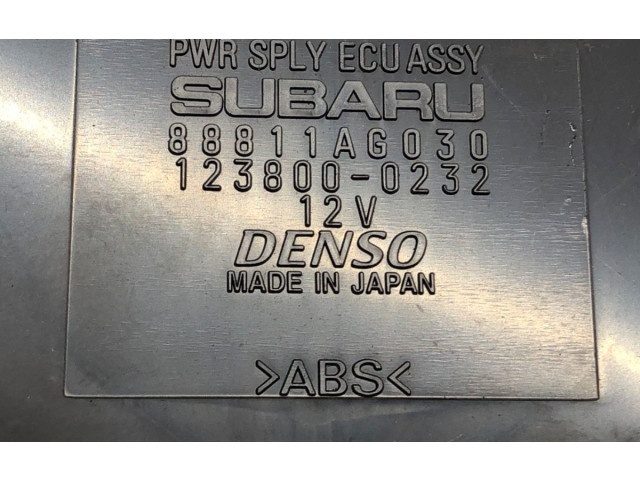 PWR SPLY ECU ASSY
SUBARU
88811AG030
123800-0232
12V
DENSO
MADE IN JAPAN
>ABS<